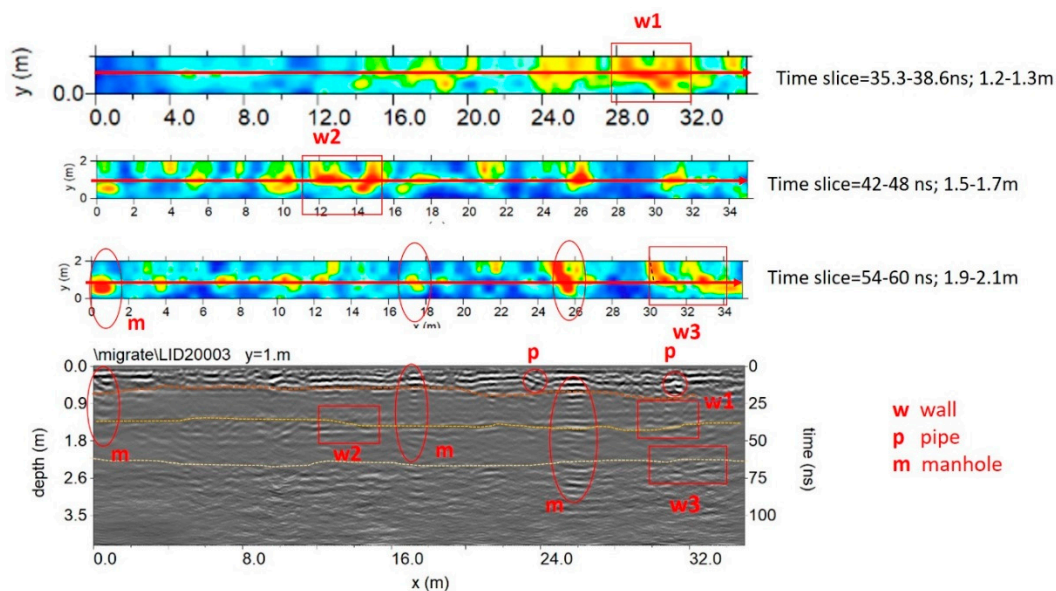 w1
y (m)
0.0
0.0 4.0 8.0 12.0 16.0 20.0 24.0 28.0 32.0
Time slice=35.3-38.6ns; 1.2-1.3m
w2
y (m)
2
0
0 2 4 6 8 10 12 14 16 18 20 22 24 26 28 30 32 34
Time slice=42-48 ns; 1.5-1.7m
y (m)
2
0
0 2 4 6 8 10 12 14 16 18 20 22 24 26 28 30 32 34
x (m)
Time slice=54-60 ns; 1.9-2.1m
m
w3
\migrate\LID20003 y=1.m
p p
0.0 0.9 1.8 2.6 3.5
depth (m)
0 25 50 75 100
time (ns)
w1
w2
m m m
w3
0.0 8.0 16.0 24.0 32.0
x (m)
w wall
p pipe
m manhole